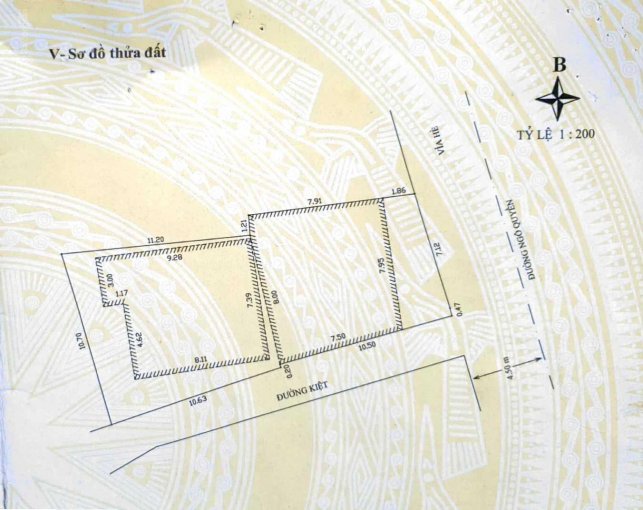 V- Sơ đồ thửa đất
B
TỶ LỆ 1 : 200
VỈA HÈ
ĐƯỜNG NGÔ QUYỀN
7.91
1.86
1.21
11.20
9.28
3.00
1.17
4.62
10.70
7.39
8.00
7.95
7.12
0.47
7.50
10.50
8.11
0.20
10.63
ĐƯỜNG KIỆT
4.50 m